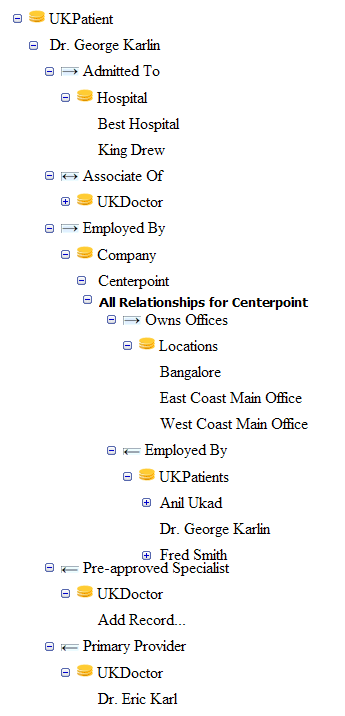 UKPatient
Dr. George Karlin
Admitted To
Hospital
Best Hospital
King Drew
Associate Of
UKDoctor
Employed By
Company
Centerpoint
All Relationships for Centerpoint
Owns Offices
Locations
Bangalore
East Coast Main Office
West Coast Main Office
Employed By
UKPatients
Anil Ukad
Dr. George Karlin
Fred Smith
Pre-approved Specialist
UKDoctor
Add Record...
Primary Provider
UKDoctor
Dr. Eric Karl